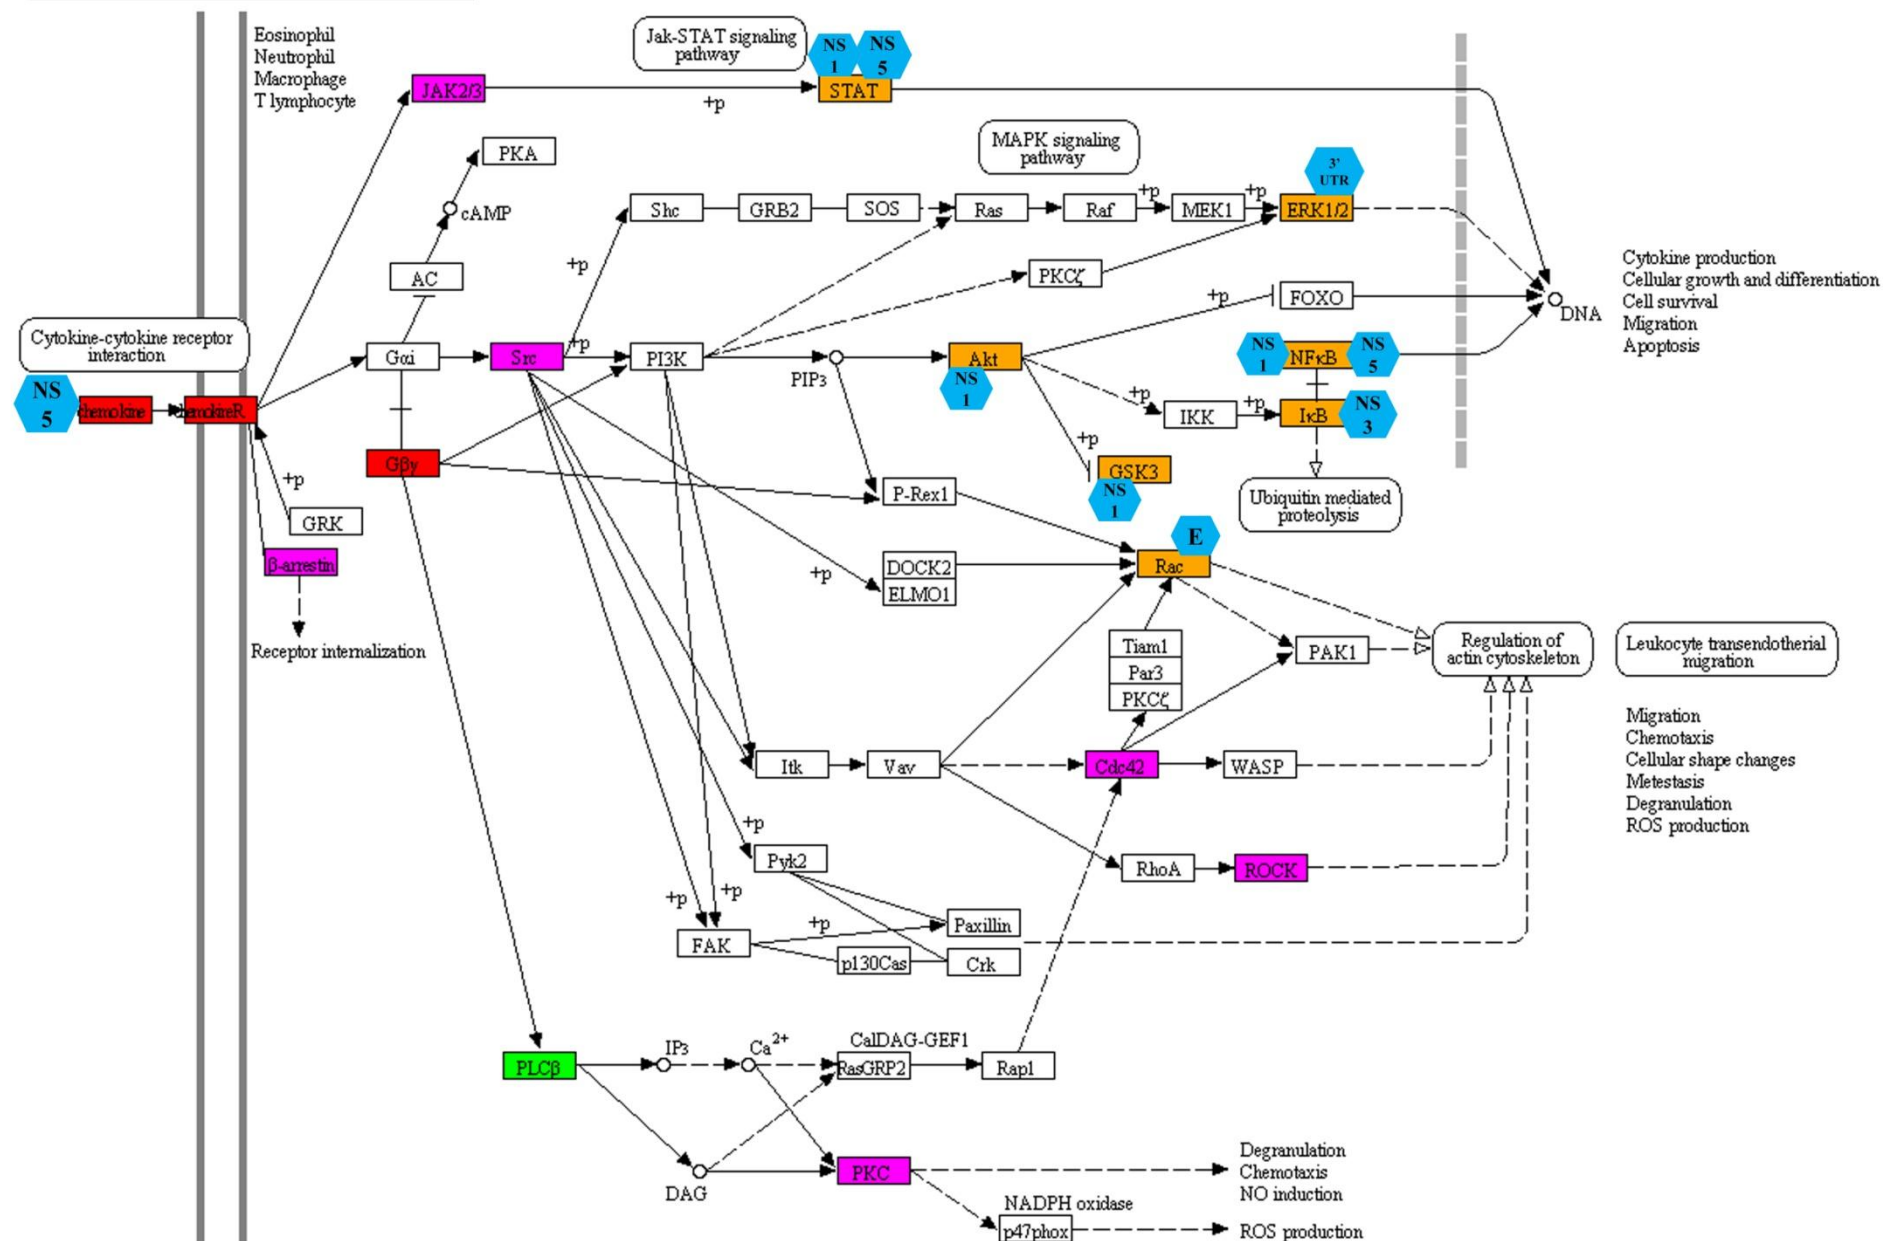 Eosinophil
Neutrophil
Macrophage
T lymphocyte
Jak-STAT signaling
pathway
NS
1
NS
5
JAK2/3
+p
STAT
PKA
cAMP
AC
MAPK signaling
pathway
3'
UTR
Shc
GRB2
SOS
Ras
Raf
+p
MEK1
+p
ERK1/2
+p
PKCζ
+p
FOXO
DNA
Cytokine production
Cellular growth and differentiation
Cell survival
Migration
Apoptosis
Cytokine-cytokine receptor
interaction
NS
5
chemokine
chemokineR
Gαi
Src
+p
PI3K
PIP3
Akt
NS
1
NS
1
NFκB
NS
5
+p
IKK
+p
IκB
NS
3
Gβγ
+p
GSK3
NS
1
Ubiquitin mediated
proteolysis
+p
GRK
P-Rex1
β-arrestin
Receptor internalization
+p
DOCK2
ELMO1
E
Rac
Tiam1
Par3
PKCζ
PAK1
Regulation of
actin cytoskeleton
Leukocyte transendotherial
migration
Migration
Chemotaxis
Cellular shape changes
Metestasis
Degranulation
ROS production
Itk
Vav
Cdc42
WASP
+p
Pyk2
RhoA
ROCK
+p
+p
FAK
+p
Paxillin
p130Cas
Crk
PLCβ
IP3
Ca2+
CalDAG-GEF1
RasGRP2
Rap1
DAG
PKC
Degranulation
Chemotaxis
NO induction
NADPH oxidase
p47phox
ROS production